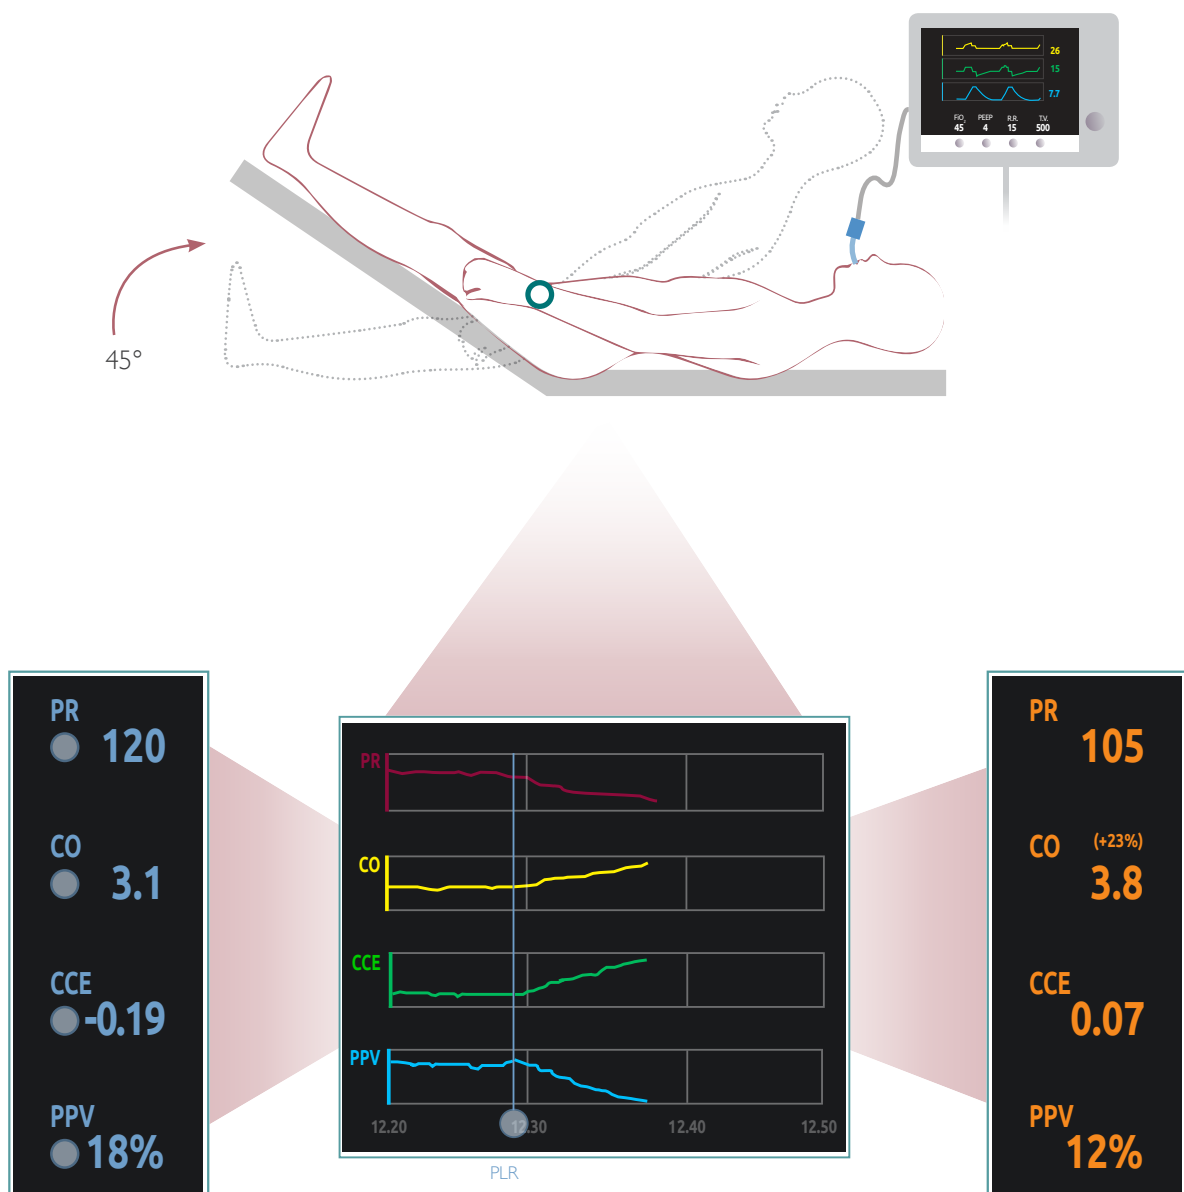 26
15
7.7
FiO2 PEEP R.R. T.V.
45 4 15 500
45°
PR
120
CO
3.1
CCE
-0.19
PPV
18%
PR
CO
CCE
PPV
12.20 12.30 12.40 12.50
PLR
PR
105
CO (+23%)
3.8
CCE
0.07
PPV
12%